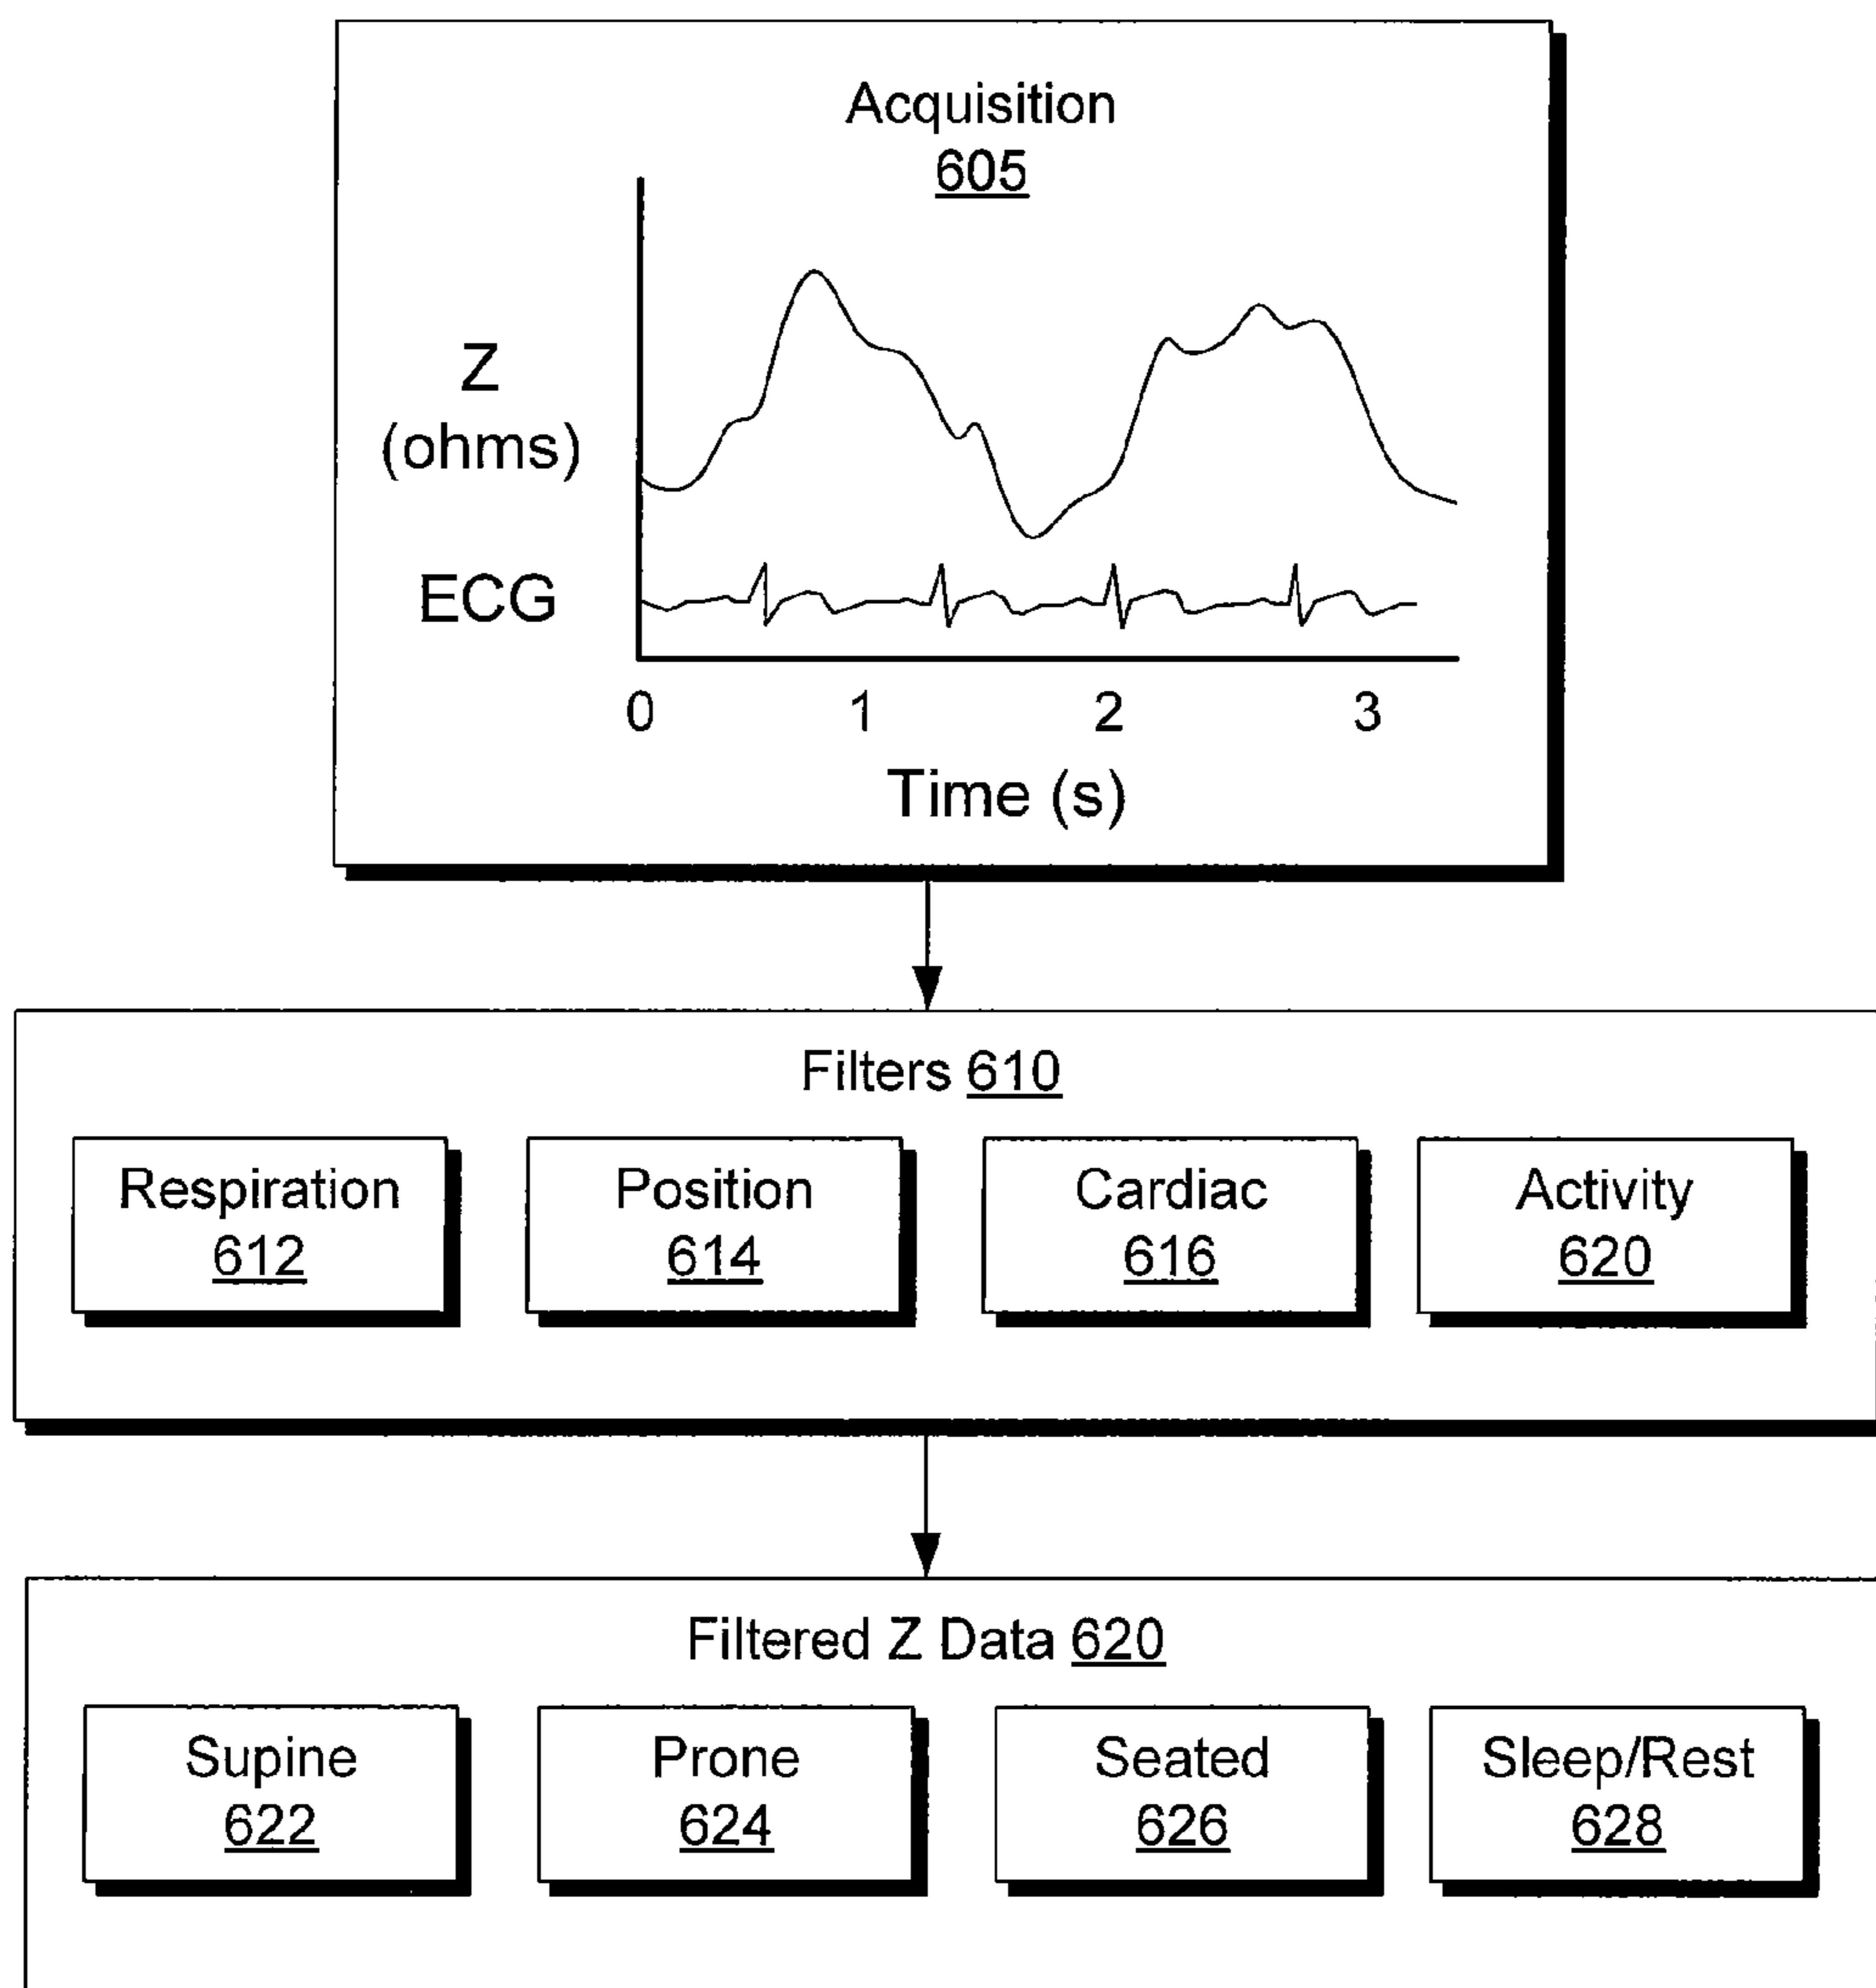 Acquisition
605
Z
(ohms)
ECG
0 1 2 3
Time (s)
Filters 610
Respiration
612
Position
614
Cardiac
616
Activity
620
Filtered Z Data 620
Supine
622
Prone
624
Seated
626
Sleep/Rest
628